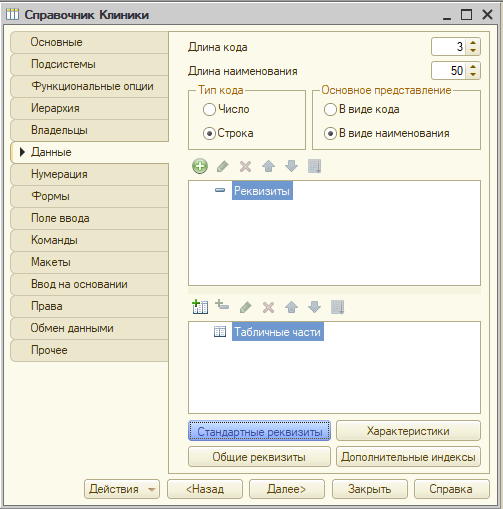 Справочник Клиники
Основные
Подсистемы
Функциональные опции
Иерархия
Владельцы
Данные
Нумерация
Формы
Поле ввода
Команды
Макеты
Ввод на основании
Права
Обмен данными
Прочее
Длина кода 3
Длина наименования 50
Тип кода
Число
Строка
Основное представление
В виде кода
В виде наименования
Реквизиты
Табличные части
Стандартные реквизиты Характеристики
Общие реквизиты Дополнительные индексы
Действия <Назад Далее> Закрыть Справка